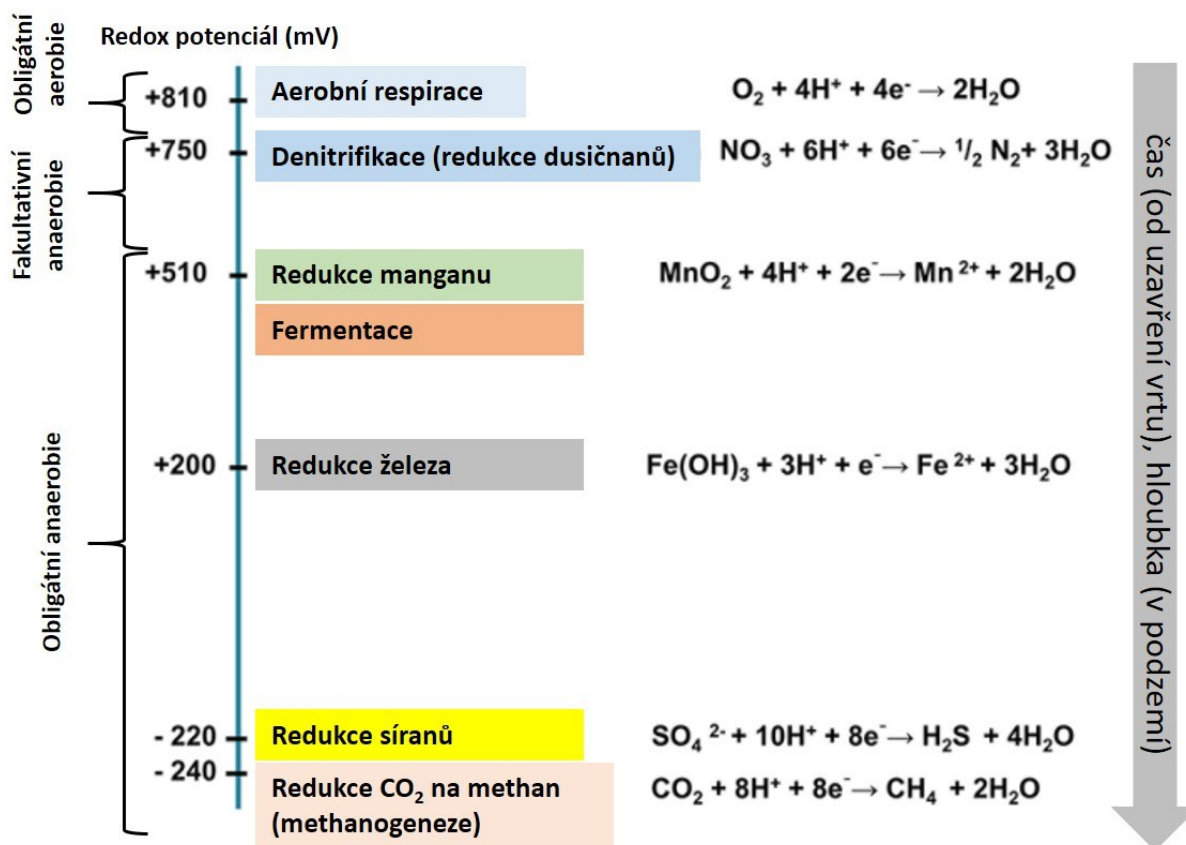 Obligátní
aerobie
Redox potenciál (mV)
+810
Aerobní respirace
O₂ + 4H⁺ + 4e⁻ → 2H₂O
Fakultativní
anaerobie
+750
Denitrifikace (redukce dusičnanů)
NO₃ + 6H⁺ + 6e⁻ → ¹/₂ N₂+ 3H₂O
+510
Redukce manganu
MnO₂ + 4H⁺ + 2e⁻ → Mn ²⁺ + 2H₂O
Fermentace
Obligátní anaerobie
+200
Redukce železa
Fe(OH)₃ + 3H⁺ + e⁻ → Fe ²⁺ + 3H₂O
- 220
Redukce síranů
SO₄ ²⁻ + 10H⁺ + 8e⁻ → H₂S + 4H₂O
- 240
Redukce CO₂ na methan
(methanogeneze)
CO₂ + 8H⁺ + 8e⁻ → CH₄ + 2H₂O
čas (od uzavření vrtu), hloubka (v podzemí)